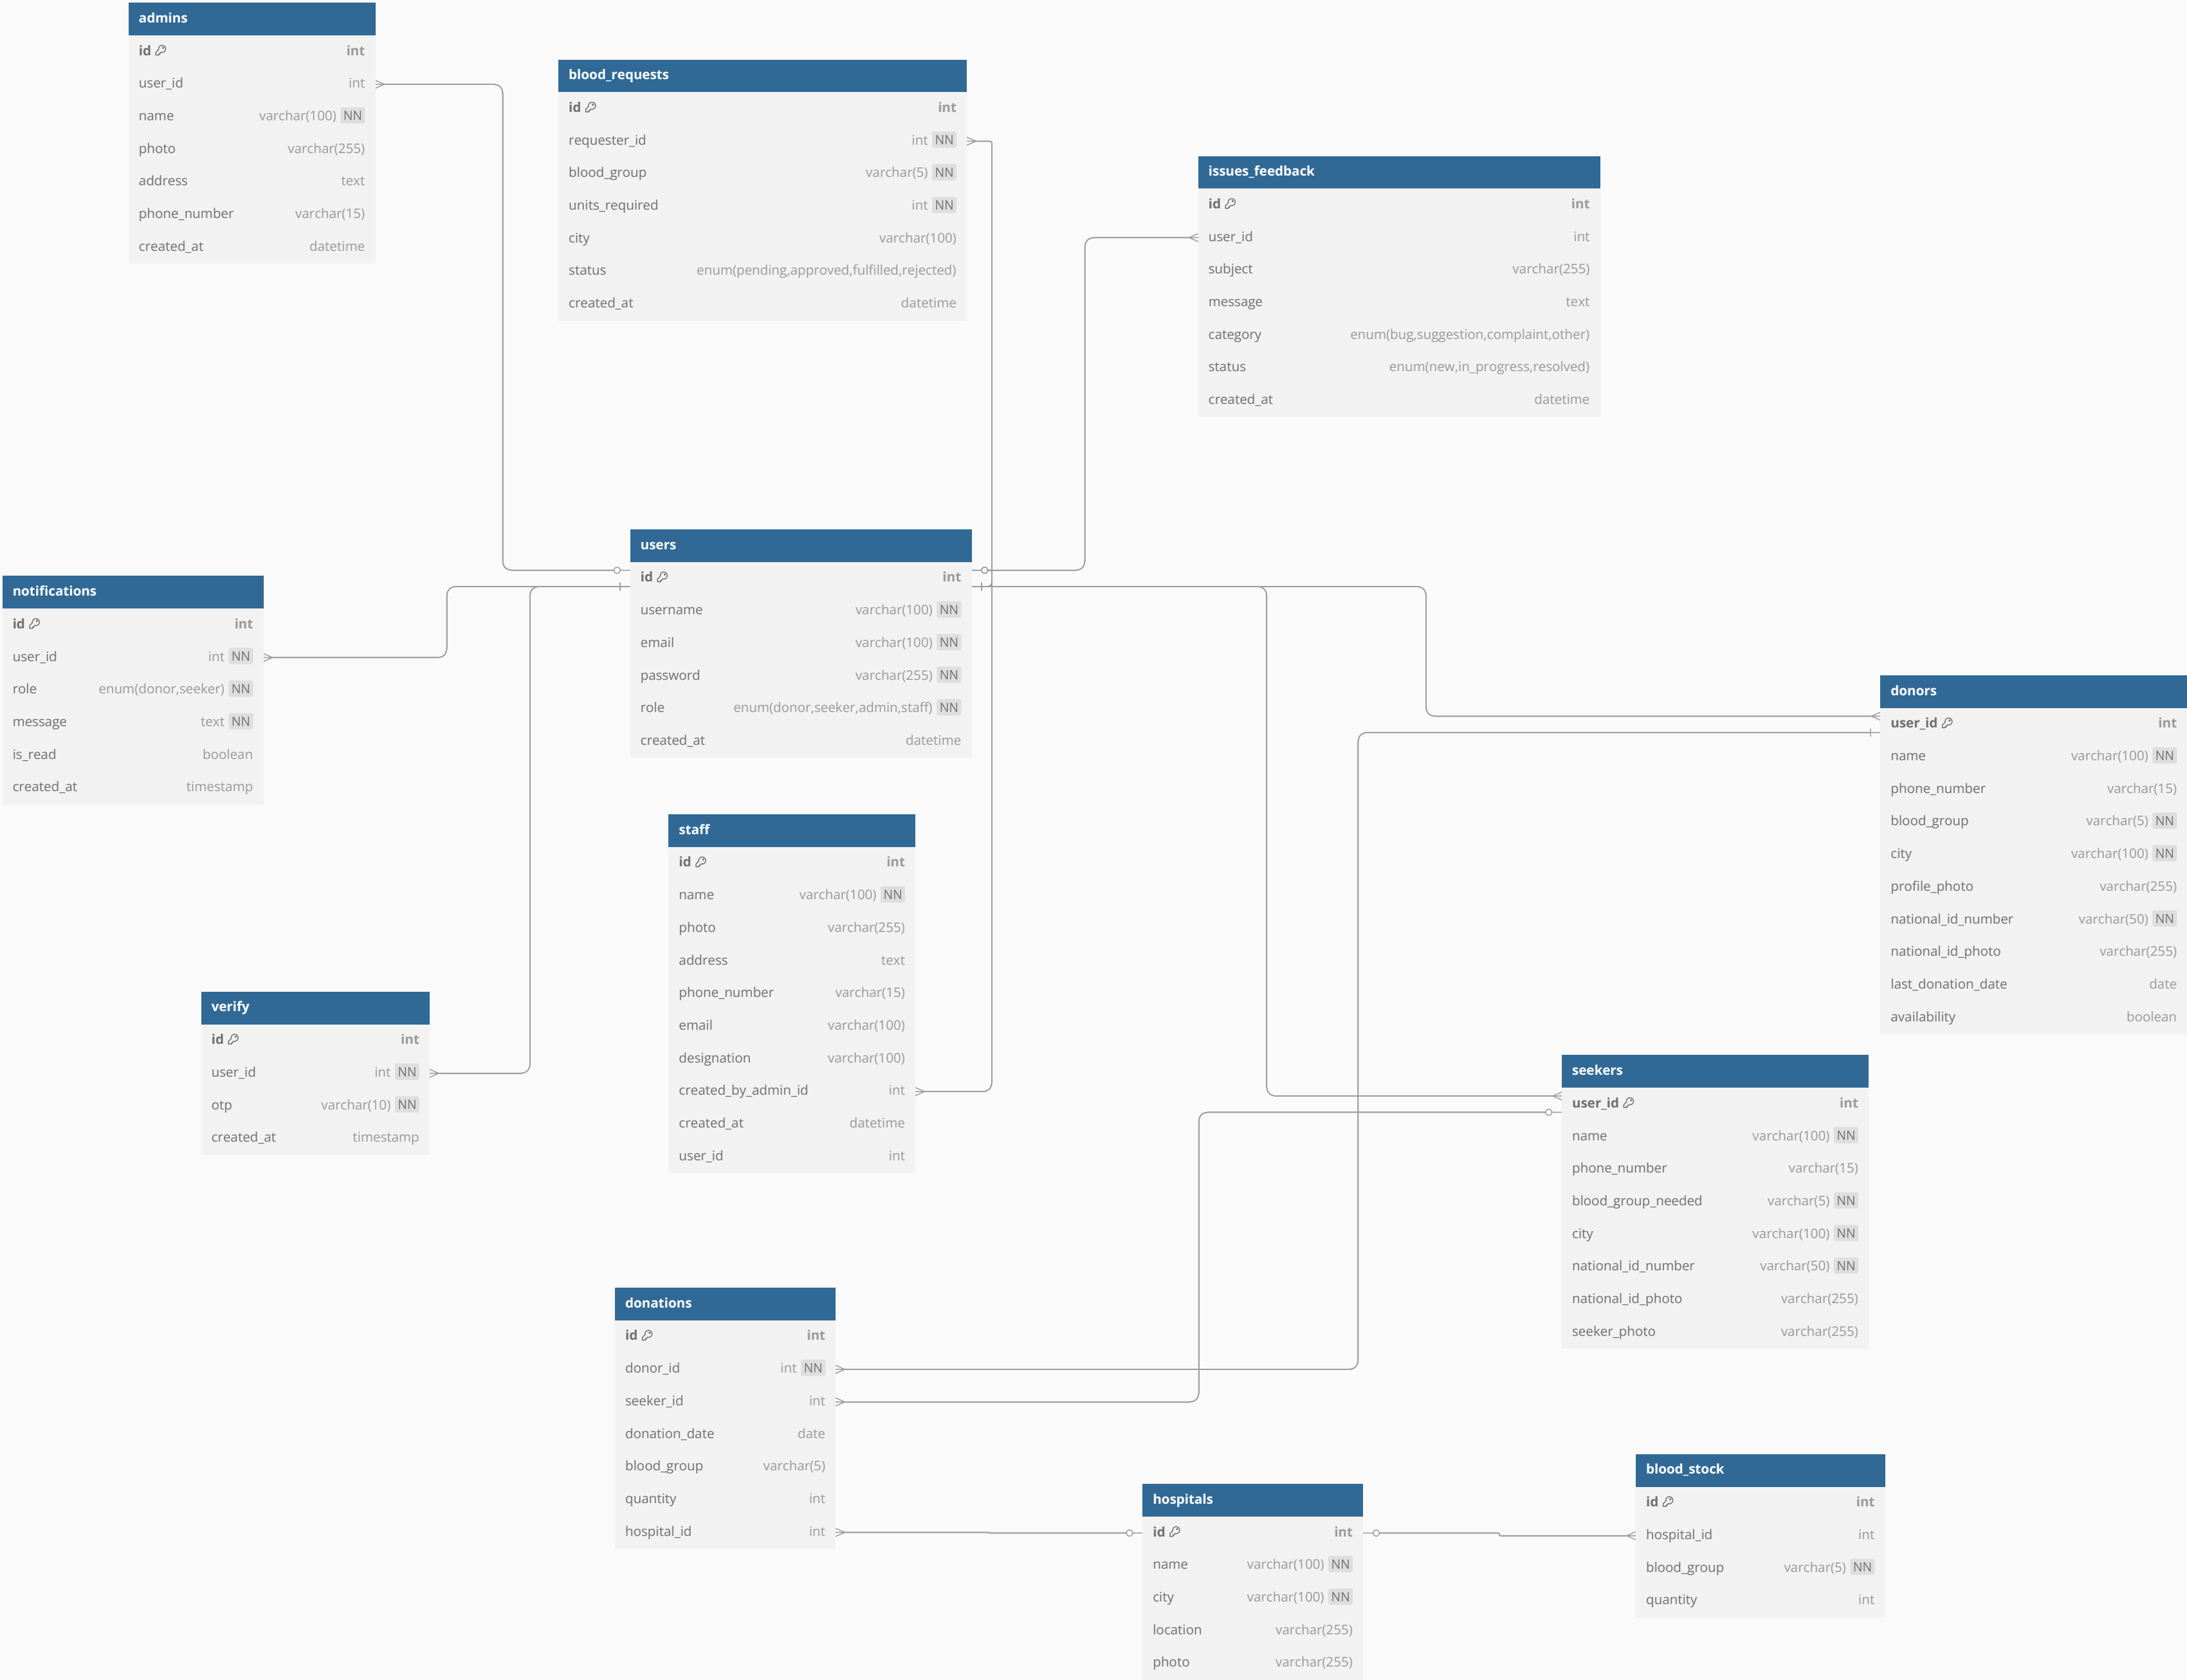 admins
id int
user_id int
name varchar(100) NN
photo varchar(255)
address text
phone_number varchar(15)
created_at datetime
blood_requests
id int
requester_id int NN
blood_group varchar(5) NN
units_required int NN
city varchar(100)
status enum(pending,approved,fulfilled,rejected)
created_at datetime
issues_feedback
id int
user_id int
subject varchar(255)
message text
category enum(bug,suggestion,complaint,other)
status enum(new,in_progress,resolved)
created_at datetime
users
id int
username varchar(100) NN
email varchar(100) NN
password varchar(255) NN
role enum(donor,seeker,admin,staff) NN
created_at datetime
notifications
id int
user_id int NN
role enum(donor,seeker) NN
message text NN
is_read boolean
created_at timestamp
donors
user_id int
name varchar(100) NN
phone_number varchar(15)
blood_group varchar(5) NN
city varchar(100) NN
profile_photo varchar(255)
national_id_number varchar(50) NN
national_id_photo varchar(255)
last_donation_date date
availability boolean
staff
id int
name varchar(100) NN
photo varchar(255)
address text
phone_number varchar(15)
email varchar(100)
designation varchar(100)
created_by_admin_id int
created_at datetime
user_id int
verify
id int
user_id int NN
otp varchar(10) NN
created_at timestamp
seekers
user_id int
name varchar(100) NN
phone_number varchar(15)
blood_group_needed varchar(5) NN
city varchar(100) NN
national_id_number varchar(50) NN
national_id_photo varchar(255)
seeker_photo varchar(255)
donations
id int
donor_id int NN
seeker_id int
donation_date date
blood_group varchar(5)
quantity int
hospital_id int
hospitals
id int
name varchar(100) NN
city varchar(100) NN
location varchar(255)
photo varchar(255)
blood_stock
id int
hospital_id int
blood_group varchar(5) NN
quantity int